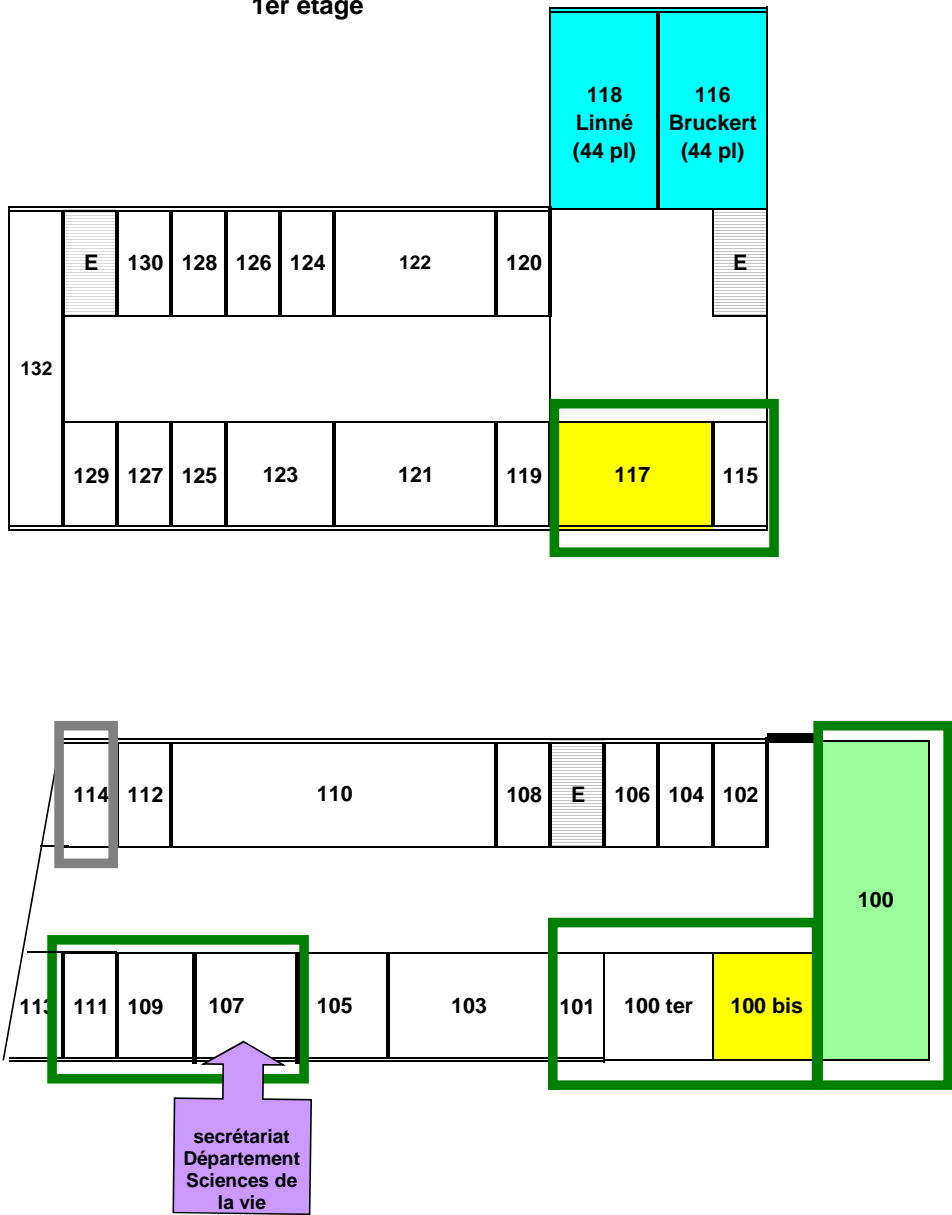 1er étage
118
Linné
(44 pl)
116
Bruckert
(44 pl)
E
130
128
126
124
122
120
E
132
129
127
125
123
121
119
117
115
114
112
110
108
E
106
104
102
100
113
111
109
107
105
103
101
100 ter
100 bis
secrétariat
Département
Sciences de
la vie